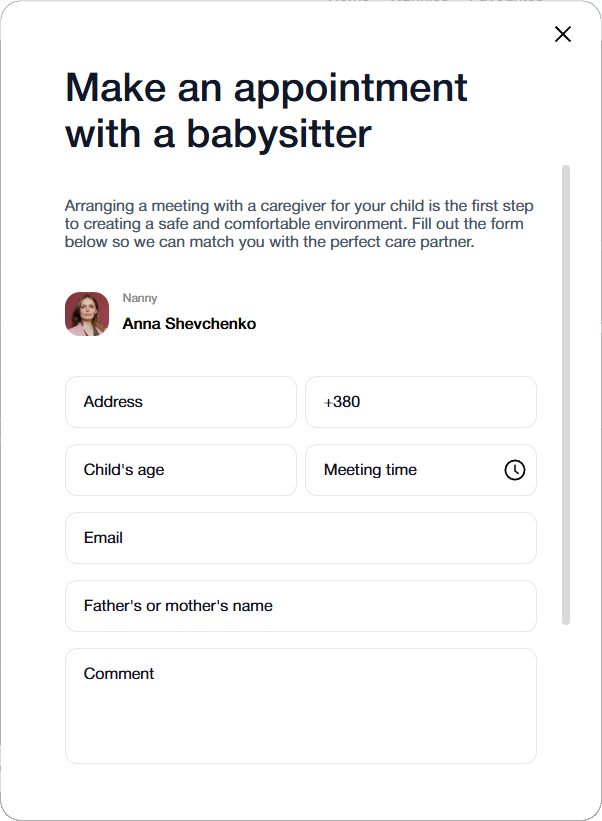 Make an appointment
with a babysitter
Arranging a meeting with a caregiver for your child is the first step
to creating a safe and comfortable environment. Fill out the form
below so we can match you with the perfect care partner.
Nanny
Anna Shevchenko
Address
+380
Child's age
Meeting time
Email
Father's or mother's name
Comment